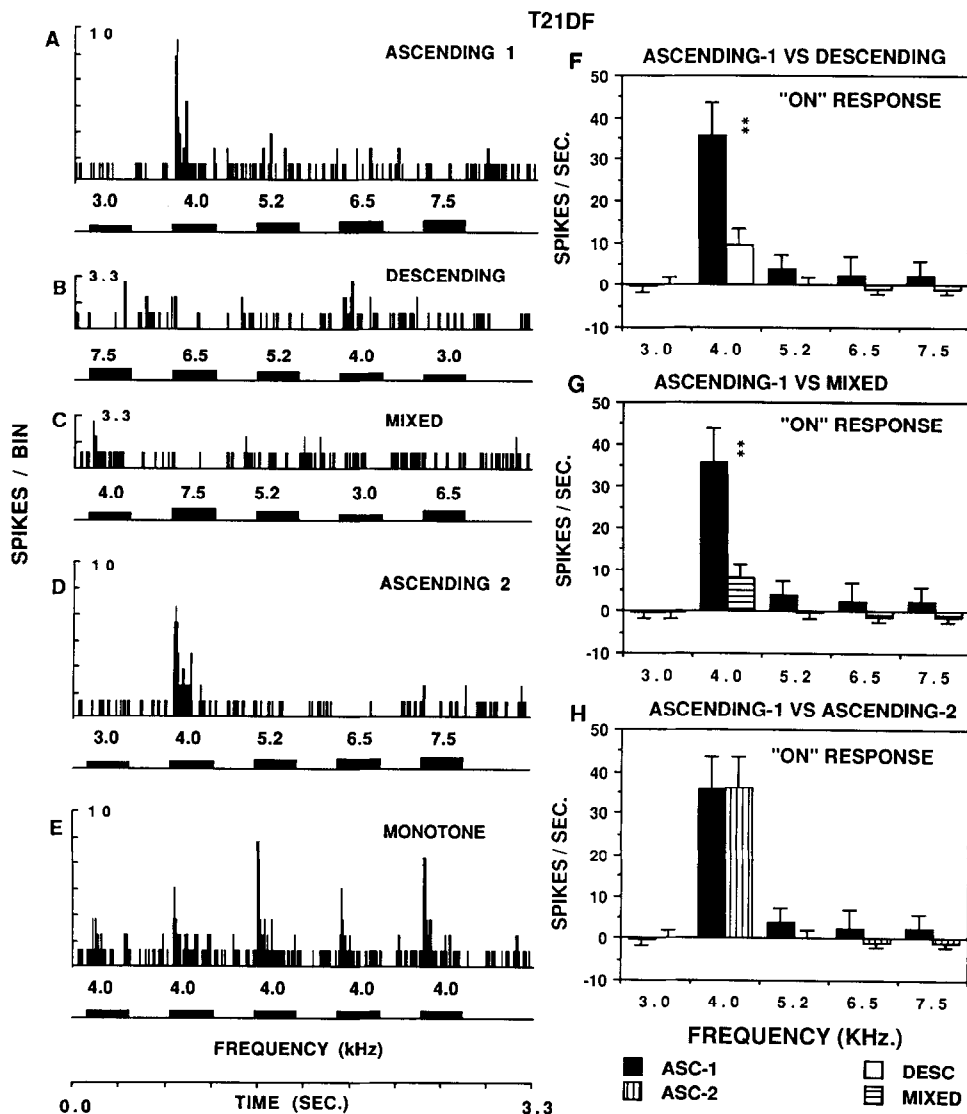 T21DF
A
10
ASCENDING 1
3.0 4.0 5.2 6.5 7.5
B
3.3
DESCENDING
7.5 6.5 5.2 4.0 3.0
C
3.3
MIXED
4.0 7.5 5.2 3.0 6.5
D
10
ASCENDING 2
3.0 4.0 5.2 6.5 7.5
E
10
MONOTONE
4.0 4.0 4.0 4.0 4.0
SPIKES / BIN
FREQUENCY (kHz)
0.0 TIME (SEC.) 3.3
F
ASCENDING-1 VS DESCENDING
"ON" RESPONSE
**
SPIKES / SEC.
50
40
30
20
10
0
-10
3.0 4.0 5.2 6.5 7.5
G
ASCENDING-1 VS MIXED
"ON" RESPONSE
**
SPIKES / SEC.
50
40
30
20
10
0
-10
3.0 4.0 5.2 6.5 7.5
H
ASCENDING-1 VS ASCENDING-2
"ON" RESPONSE
SPIKES / SEC.
50
40
30
20
10
0
-10
3.0 4.0 5.2 6.5 7.5
FREQUENCY (KHz.)
ASC-1
DESC
ASC-2
MIXED